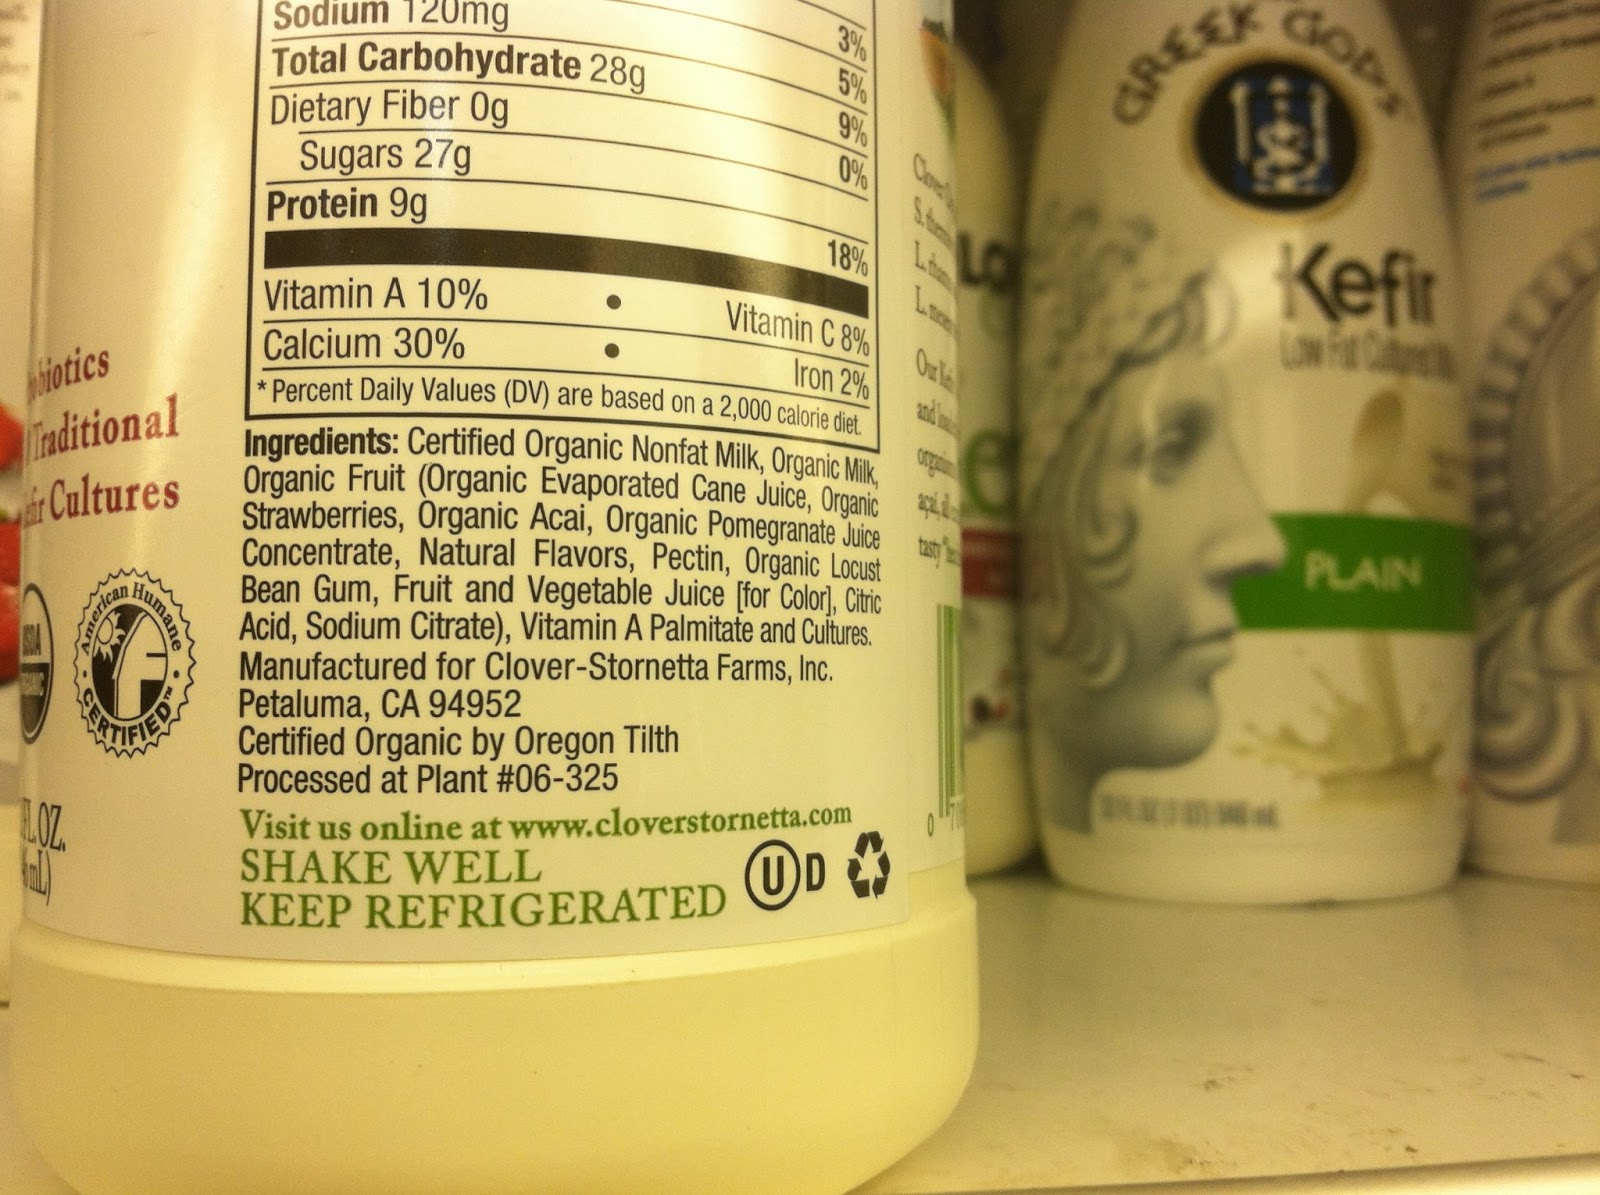 Sodium 120mg 3%
Total Carbohydrate 28g 5%
Dietary Fiber 0g 9%
Sugars 27g 0%
Protein 9g
18%
Vitamin A 10% • Vitamin C 8%
Calcium 30% • Iron 2%
* Percent Daily Values (DV) are based on a 2,000 calorie diet.
Ingredients: Certified Organic Nonfat Milk, Organic Milk,
Organic Fruit (Organic Evaporated Cane Juice, Organic
Strawberries, Organic Acai, Organic Pomegranate Juice
Concentrate, Natural Flavors, Pectin, Organic Locust
Bean Gum, Fruit and Vegetable Juice [for Color], Citric
Acid, Sodium Citrate), Vitamin A Palmitate and Cultures.
Manufactured for Clover-Stornetta Farms, Inc.
Petaluma, CA 94952
Certified Organic by Oregon Tilth
Processed at Plant #06-325
Visit us online at www.cloverstornetta.com
SHAKE WELL
KEEP REFRIGERATED
U D
Traditional
Cultures
American Humane
CERTIFIED™
FL. OZ.
GREEK GODS
Kefir
Low Fat Cultured
PLAIN